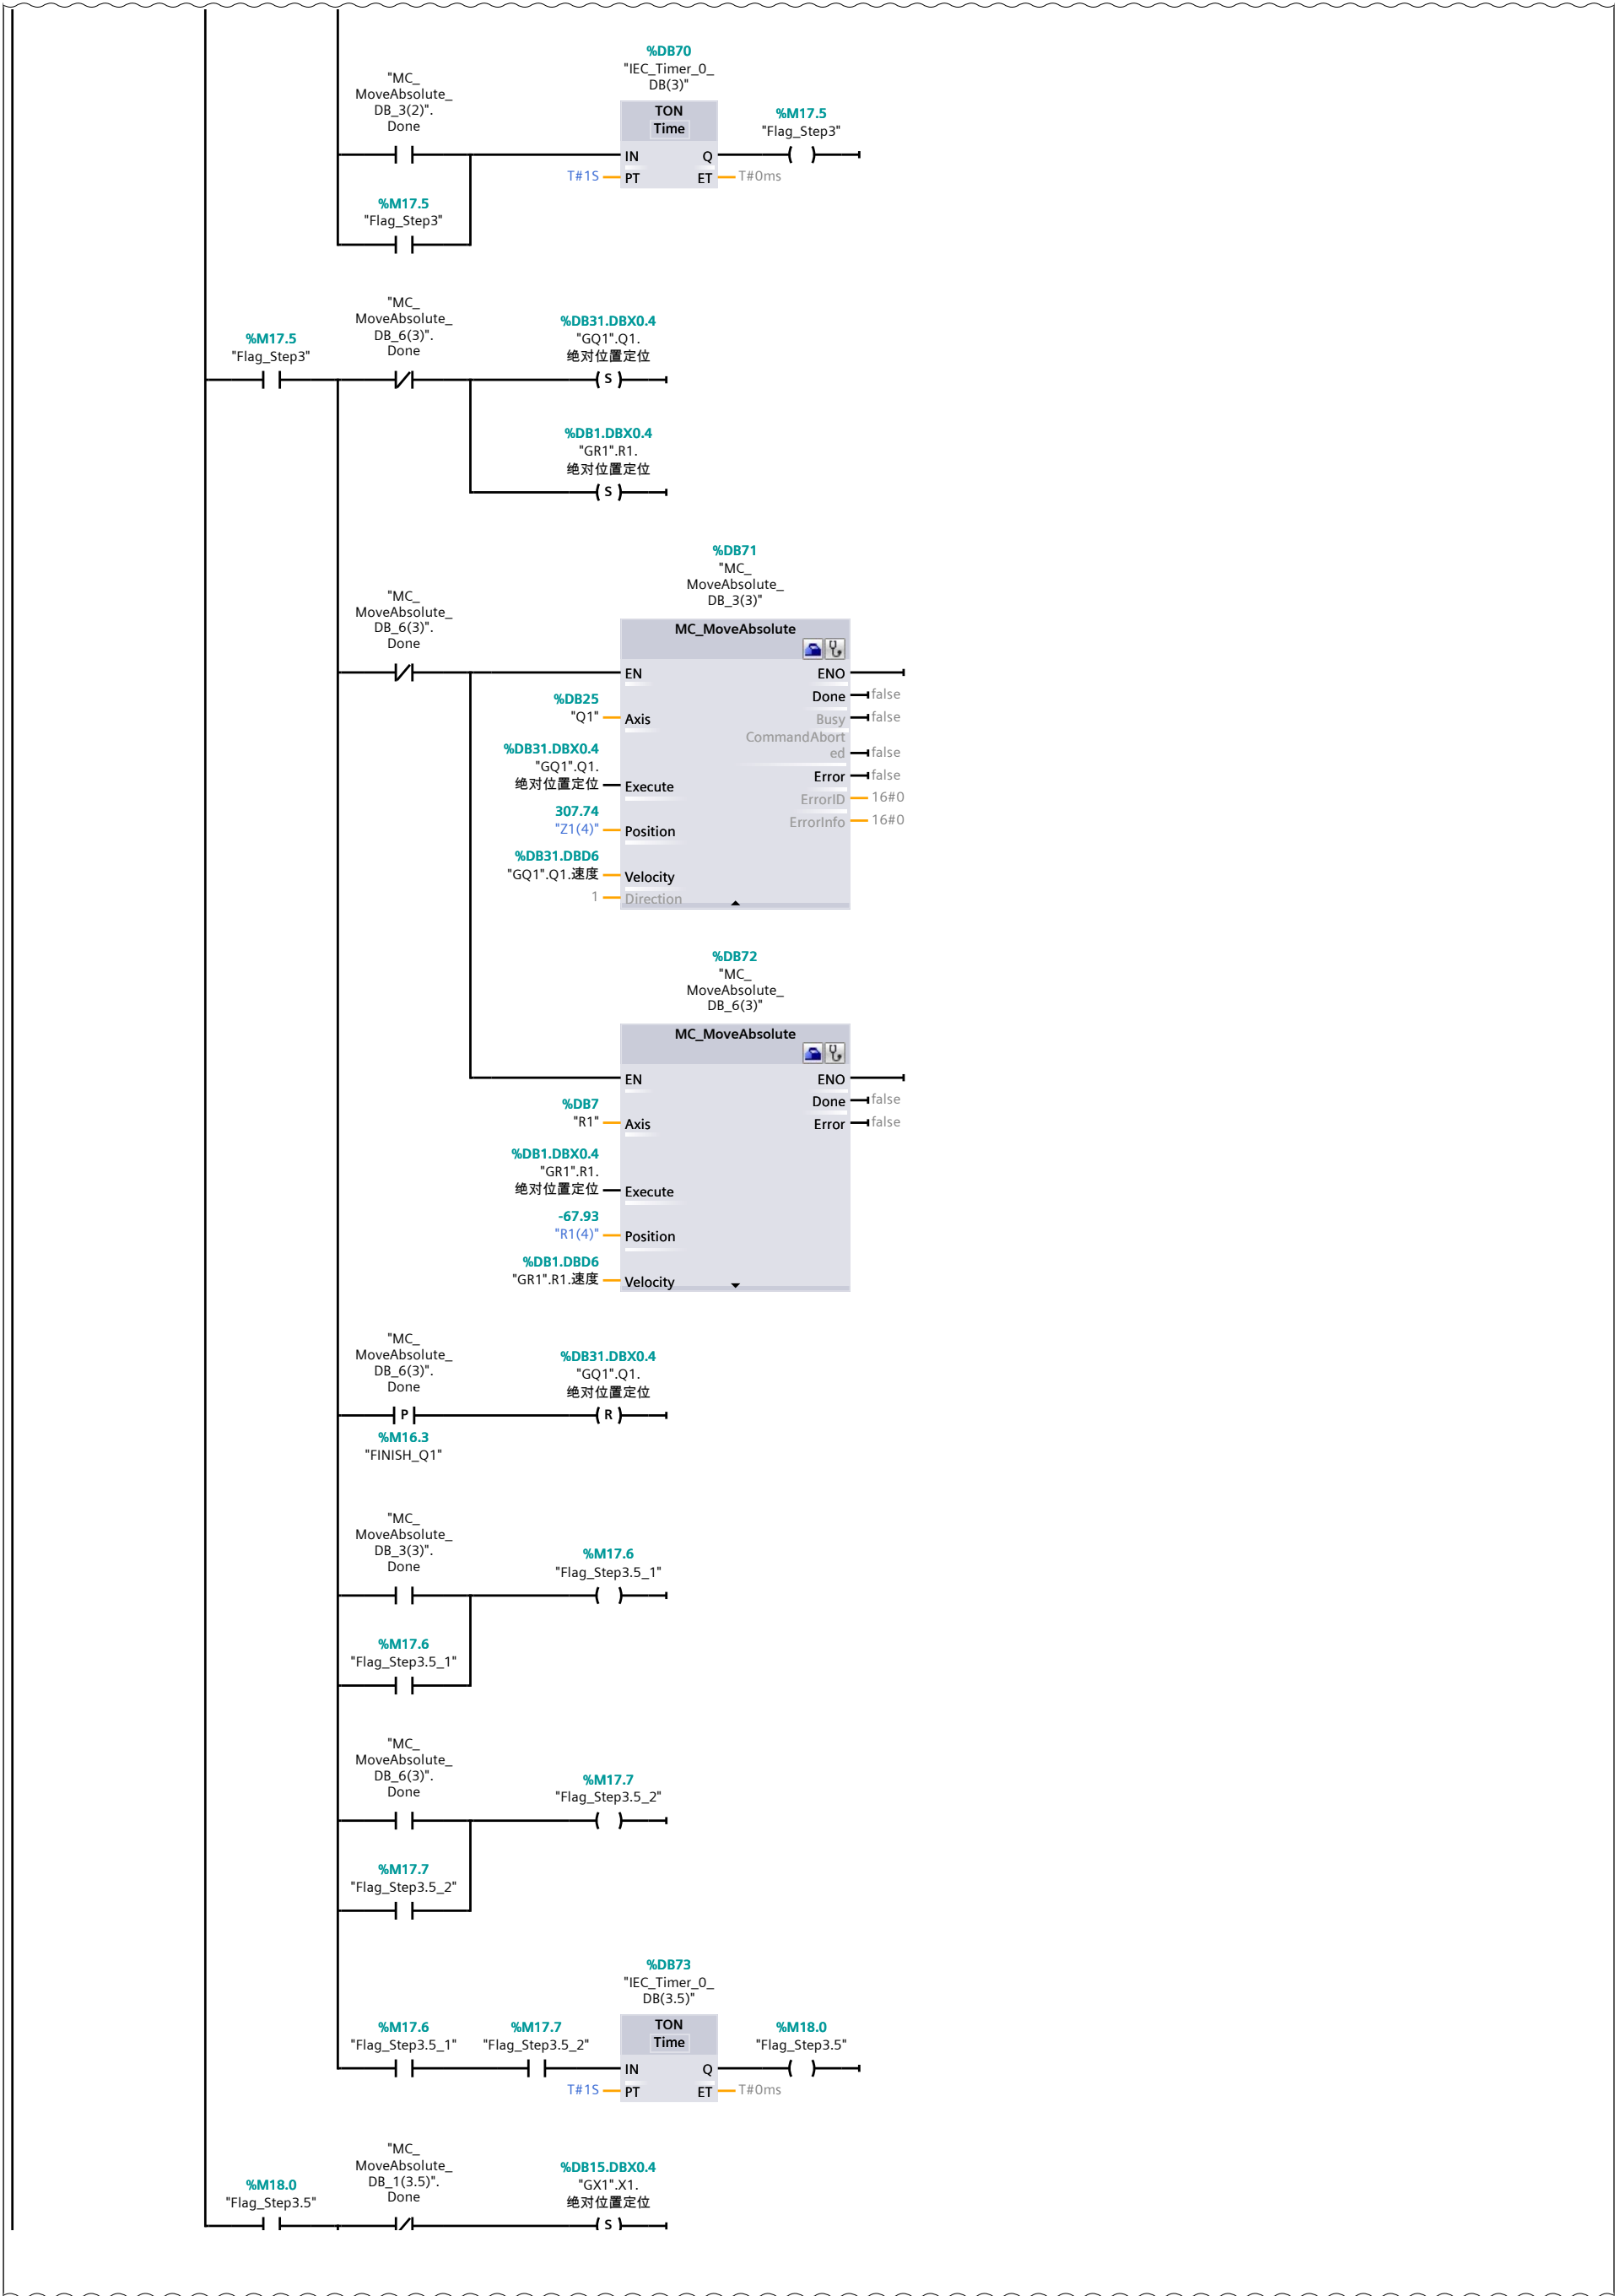 %DB70
"IEC_Timer_0_
DB(3)"
"MC_
MoveAbsolute_
DB_3(2)".
Done
TON
Time
%M17.5
"Flag_Step3"
IN
Q
T#1S
PT
ET
T#0ms
%M17.5
"Flag_Step3"
"MC_
MoveAbsolute_
DB_6(3)".
Done
%M17.5
"Flag_Step3"
%DB31.DBX0.4
"GQ1".Q1.
绝对位置定位
S
%DB1.DBX0.4
"GR1".R1.
绝对位置定位
S
%DB71
"MC_
MoveAbsolute_
DB_3(3)"
"MC_
MoveAbsolute_
DB_6(3)".
Done
MC_MoveAbsolute
EN
ENO
Done
false
%DB25
"Q1"
Axis
Busy
false
CommandAbort
ed
false
%DB31.DBX0.4
"GQ1".Q1.
绝对位置定位
Execute
Error
false
ErrorID
16#0
307.74
"Z1(4)"
Position
ErrorInfo
16#0
%DB31.DBD6
"GQ1".Q1.速度
Velocity
1
Direction
%DB72
"MC_
MoveAbsolute_
DB_6(3)"
MC_MoveAbsolute
EN
ENO
Done
false
%DB7
"R1"
Axis
Error
false
%DB1.DBX0.4
"GR1".R1.
绝对位置定位
Execute
-67.93
"R1(4)"
Position
%DB1.DBD6
"GR1".R1.速度
Velocity
"MC_
MoveAbsolute_
DB_6(3)".
Done
%DB31.DBX0.4
"GQ1".Q1.
绝对位置定位
P
R
%M16.3
"FINISH_Q1"
"MC_
MoveAbsolute_
DB_3(3)".
Done
%M17.6
"Flag_Step3.5_1"
%M17.6
"Flag_Step3.5_1"
"MC_
MoveAbsolute_
DB_6(3)".
Done
%M17.7
"Flag_Step3.5_2"
%M17.7
"Flag_Step3.5_2"
%DB73
"IEC_Timer_0_
DB(3.5)"
%M17.6
"Flag_Step3.5_1"
%M17.7
"Flag_Step3.5_2"
TON
Time
%M18.0
"Flag_Step3.5"
IN
Q
T#1S
PT
ET
T#0ms
"MC_
MoveAbsolute_
DB_1(3.5)".
Done
%M18.0
"Flag_Step3.5"
%DB15.DBX0.4
"GX1".X1.
绝对位置定位
S